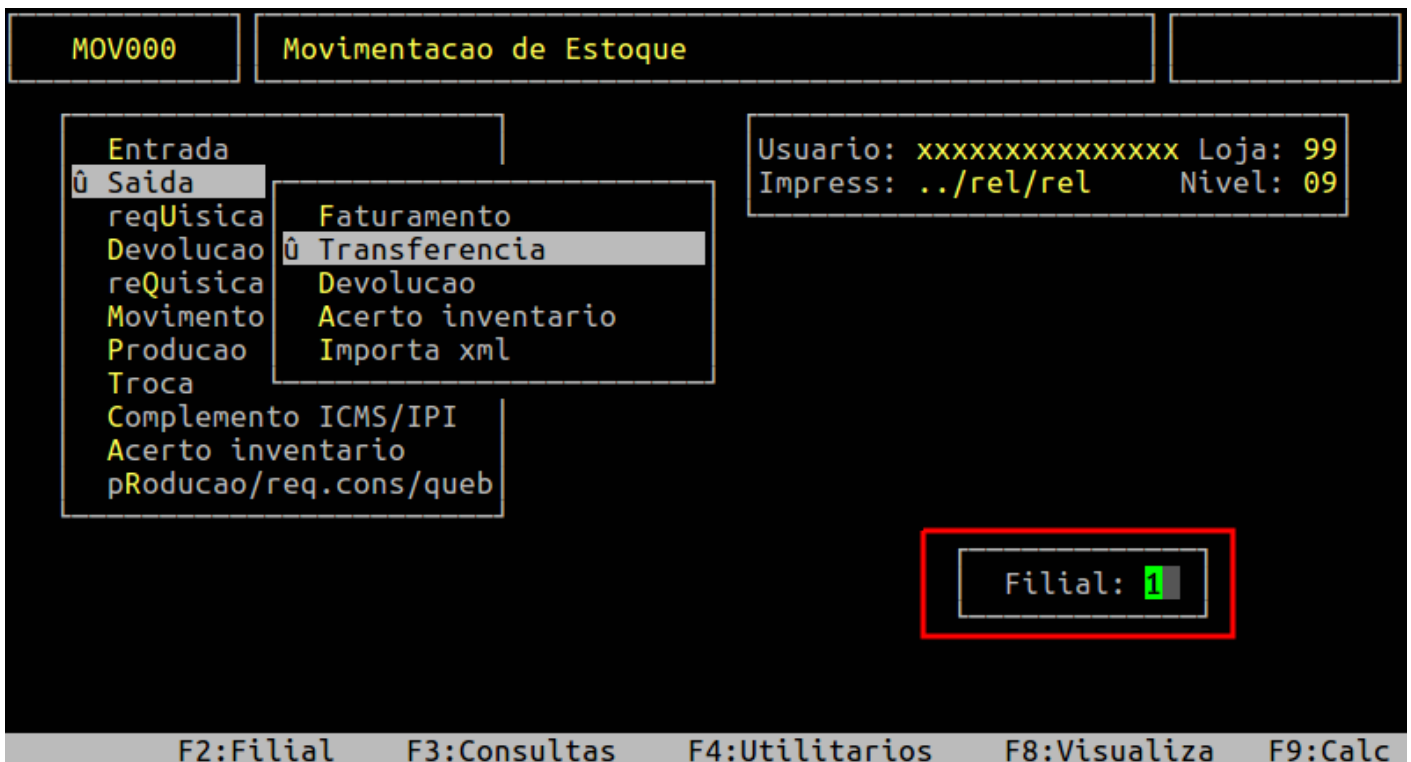 MOV000 Movimentacao de Estoque
Entrada
û Saida
reqUisica
Devolucao
reQuisica
Movimento
Producao
Troca
Complemento ICMS/IPI
Acerto inventario
pRoducao/req.cons/queb
Faturamento
û Transferencia
Devolucao
Acerto inventario
Importa xml
Usuario: xxxxxxxxxxxxxxx Loja: 99
Impress: ../rel/rel Nivel: 09
Filial: 1
F2:Filial F3:Consultas F4:Utilitarios F8:Visualiza F9:Calc